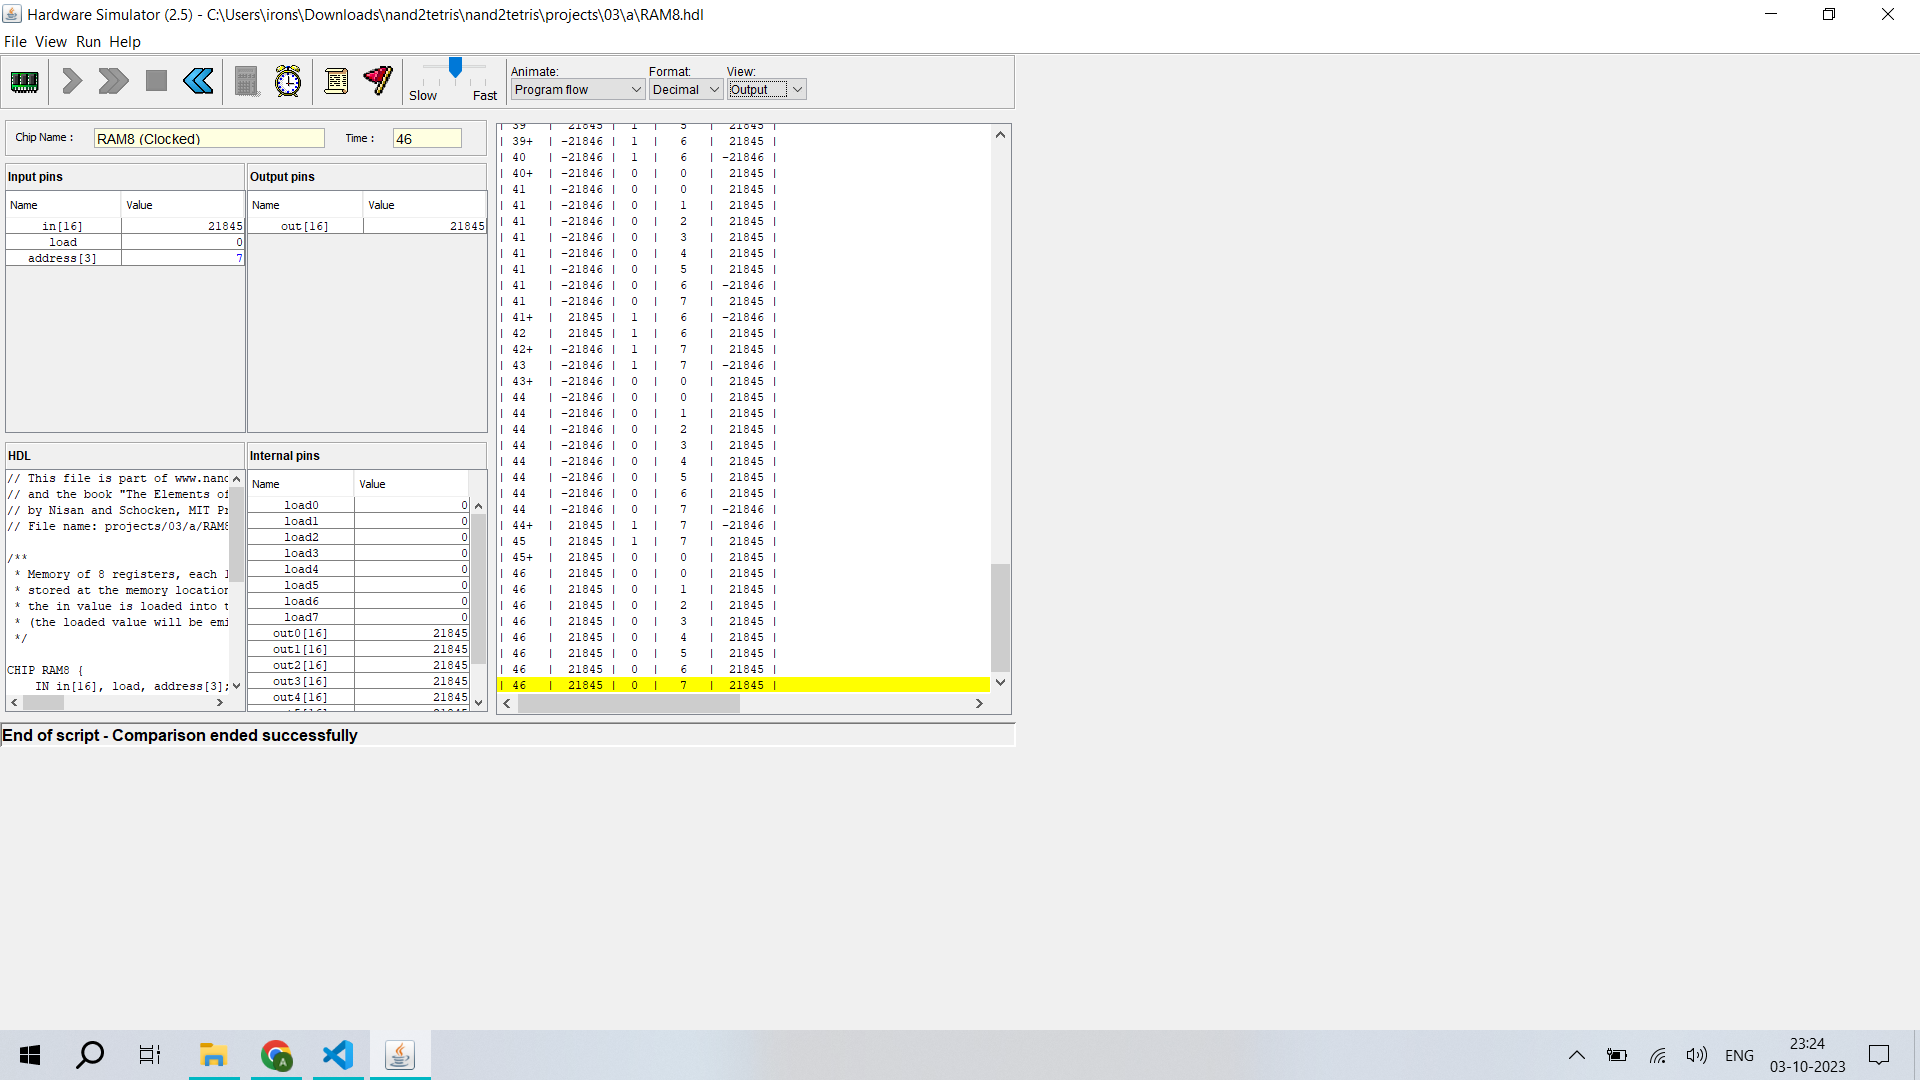 Hardware Simulator (2.5) - C:\Users\irons\Downloads\nand2tetris\nand2tetris\projects\03\a\RAM8.hdl
File View Run Help
Slow Fast
Animate: Format: View:
Program flow Decimal Output
Chip Name : RAM8 (Clocked) Time : 46
Input pins
Name Value
in[16] 21845
load 0
address[3] 7
Output pins
Name Value
out[16] 21845
HDL
// This file is part of www.nand
// and the book "The Elements of
// by Nisan and Schocken, MIT Pr
// File name: projects/03/a/RAM8
/**
* Memory of 8 registers, each 1
* stored at the memory location
* the in value is loaded into t
* (the loaded value will be emi
*/
CHIP RAM8 {
IN in[16], load, address[3];
Internal pins
Name Value
load0 0
load1 0
load2 0
load3 0
load4 0
load5 0
load6 0
load7 0
out0[16] 21845
out1[16] 21845
out2[16] 21845
out3[16] 21845
out4[16] 21845
| 39 | 21845 | 1 | 5 | 21845 |
| 39+ | -21846 | 1 | 6 | 21845 |
| 40 | -21846 | 1 | 6 | -21846 |
| 40+ | -21846 | 0 | 0 | 21845 |
| 41 | -21846 | 0 | 0 | 21845 |
| 41 | -21846 | 0 | 1 | 21845 |
| 41 | -21846 | 0 | 2 | 21845 |
| 41 | -21846 | 0 | 3 | 21845 |
| 41 | -21846 | 0 | 4 | 21845 |
| 41 | -21846 | 0 | 5 | 21845 |
| 41 | -21846 | 0 | 6 | -21846 |
| 41 | -21846 | 0 | 7 | 21845 |
| 41+ | 21845 | 1 | 6 | -21846 |
| 42 | 21845 | 1 | 6 | 21845 |
| 42+ | -21846 | 1 | 7 | 21845 |
| 43 | -21846 | 1 | 7 | -21846 |
| 43+ | -21846 | 0 | 0 | 21845 |
| 44 | -21846 | 0 | 0 | 21845 |
| 44 | -21846 | 0 | 1 | 21845 |
| 44 | -21846 | 0 | 2 | 21845 |
| 44 | -21846 | 0 | 3 | 21845 |
| 44 | -21846 | 0 | 4 | 21845 |
| 44 | -21846 | 0 | 5 | 21845 |
| 44 | -21846 | 0 | 6 | 21845 |
| 44 | -21846 | 0 | 7 | -21846 |
| 44+ | 21845 | 1 | 7 | -21846 |
| 45 | 21845 | 1 | 7 | 21845 |
| 45+ | 21845 | 0 | 0 | 21845 |
| 46 | 21845 | 0 | 0 | 21845 |
| 46 | 21845 | 0 | 1 | 21845 |
| 46 | 21845 | 0 | 2 | 21845 |
| 46 | 21845 | 0 | 3 | 21845 |
| 46 | 21845 | 0 | 4 | 21845 |
| 46 | 21845 | 0 | 5 | 21845 |
| 46 | 21845 | 0 | 6 | 21845 |
| 46 | 21845 | 0 | 7 | 21845 |
End of script - Comparison ended successfully
ENG
23:24
03-10-2023